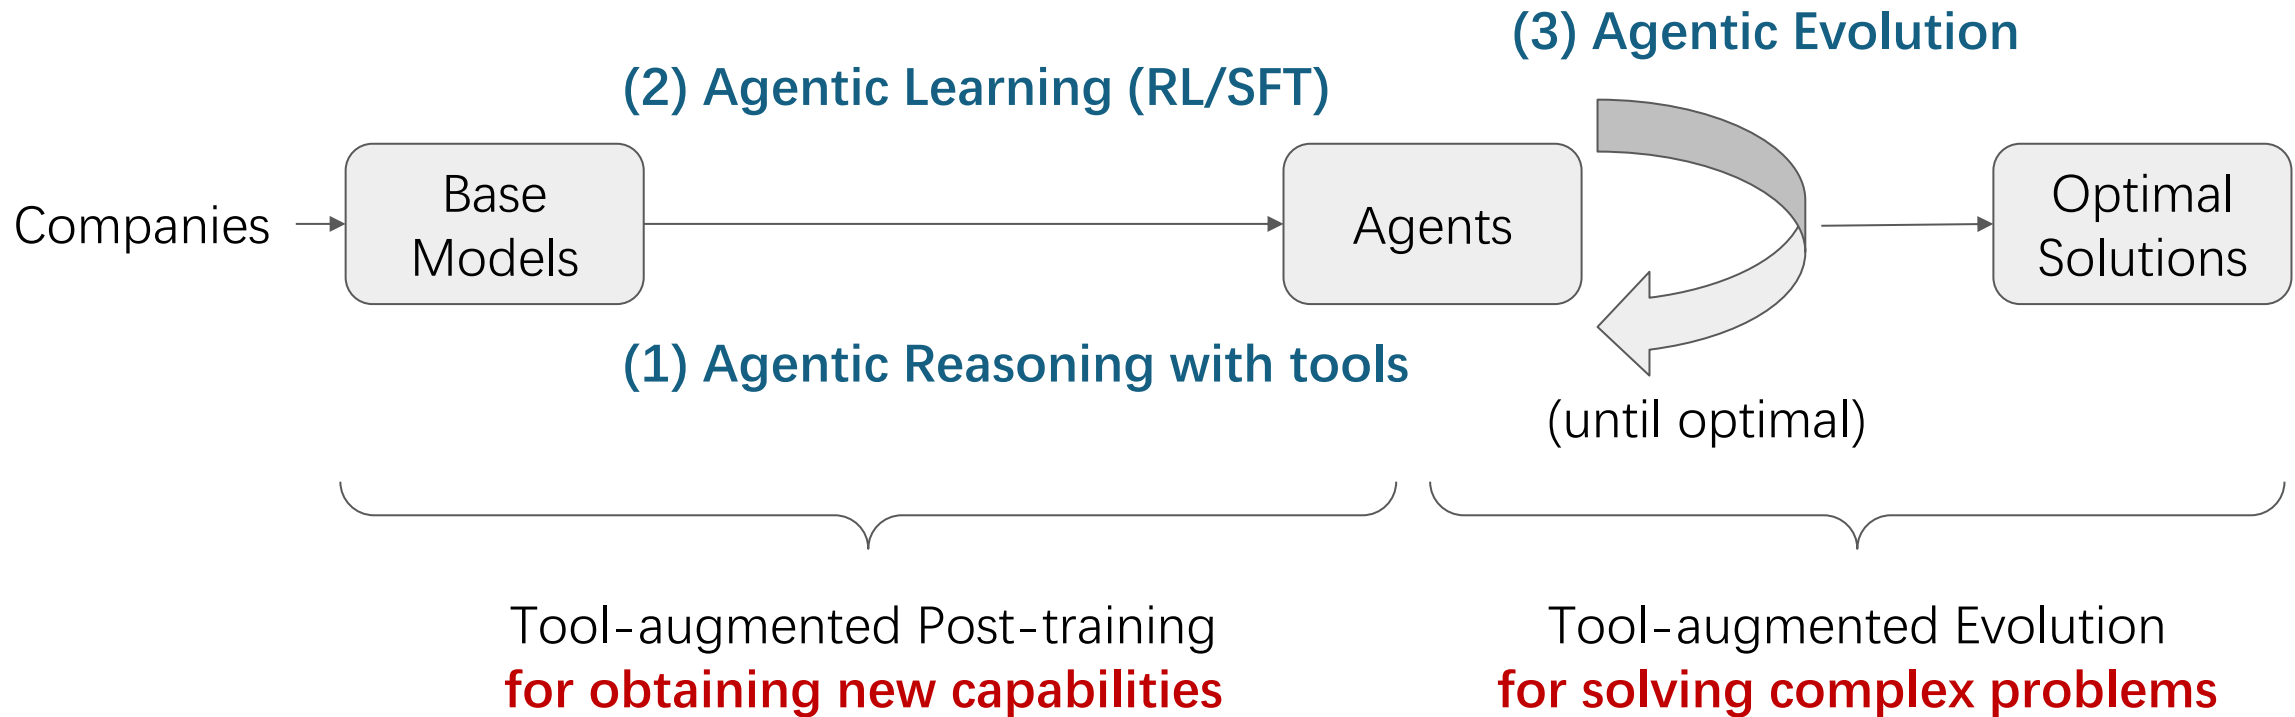 (3) Agentic Evolution
(2) Agentic Learning (RL/SFT)
Companies
Base
Models
Agents
Optimal
Solutions
(1) Agentic Reasoning with tools
(until optimal)
Tool-augmented Post-training
for obtaining new capabilities
Tool-augmented Evolution
for solving complex problems